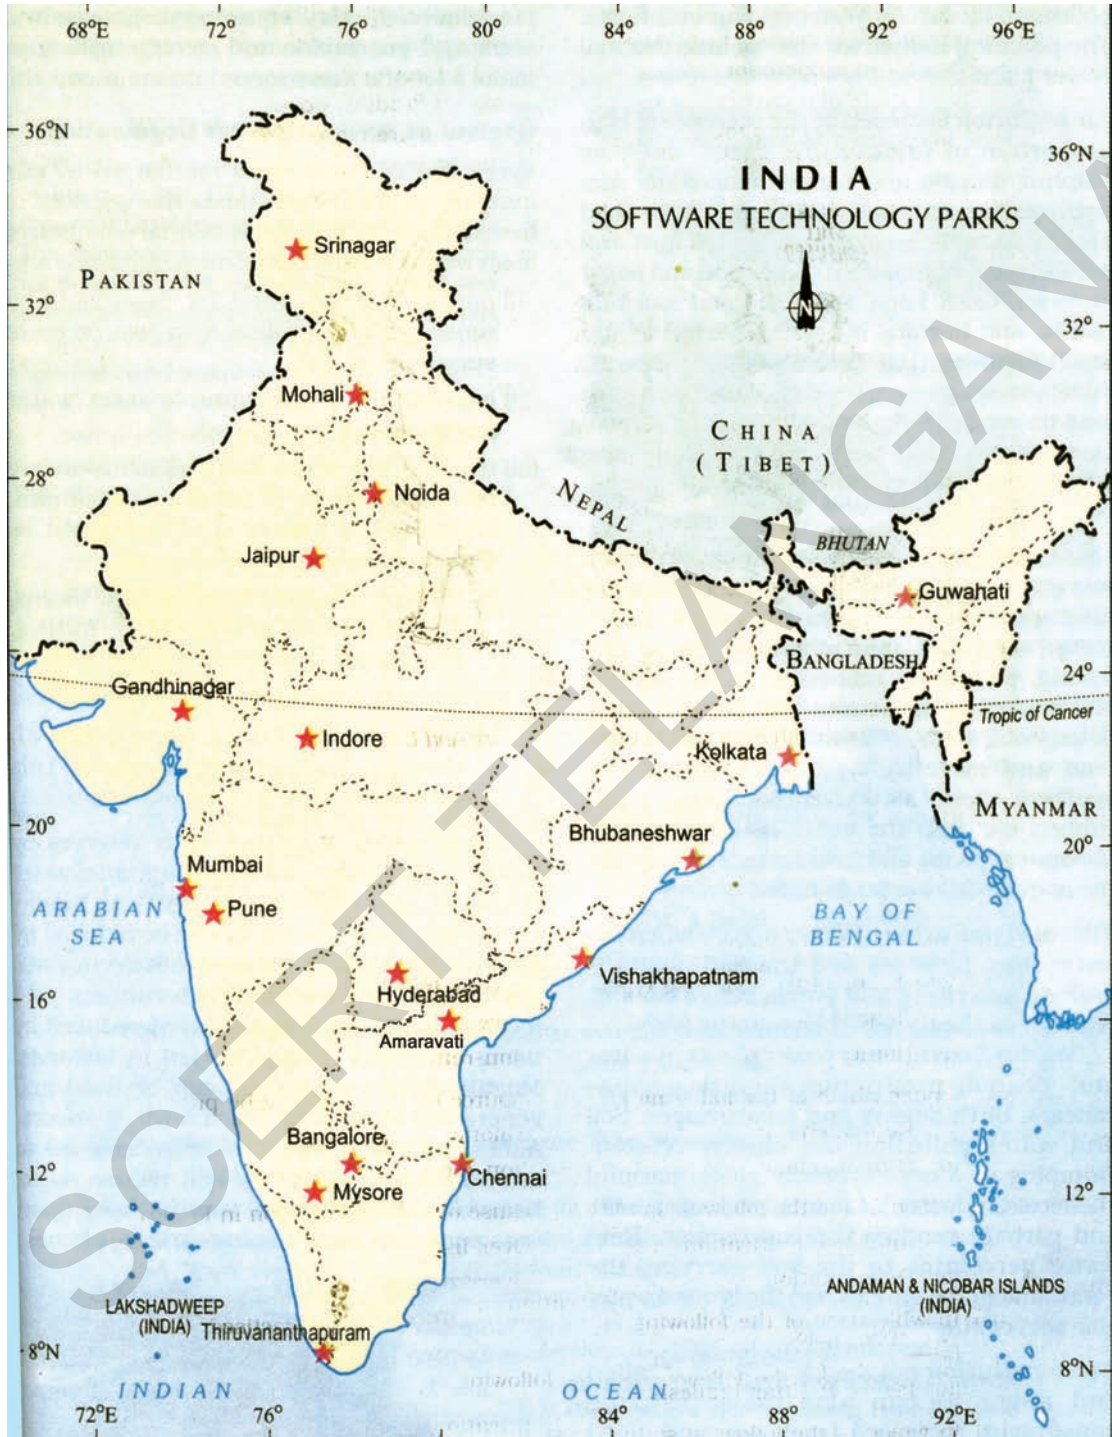 68°E
72°
76°
80°
84°
88°
92°
96°E
36°N
36°N
INDIA
SOFTWARE TECHNOLOGY PARKS
Srinagar
PAKISTAN
N
32°
32°
Mohali
CHINA
(TIBET)
28°
Noida
NEPAL
Jaipur
BHUTAN
Guwahati
BANGLADESH
24°
Gandhinagar
Tropic of Cancer
Indore
Kolkata
MYANMAR
20°
Bhubaneshwar
20°
Mumbai
Pune
ARABIAN
SEA
BAY OF
BENGAL
Vishakhapatnam
16°
Hyderabad
Amaravati
Bangalore
12°
Mysore
Chennai
12°
LAKSHADWEEP
(INDIA)
ANDAMAN & NICOBAR ISLANDS
(INDIA)
Thiruvananthapuram
8°N
8°N
INDIAN
OCEAN
72°E
76°
80°
84°
88°
92°E
SCERT TELANGANA